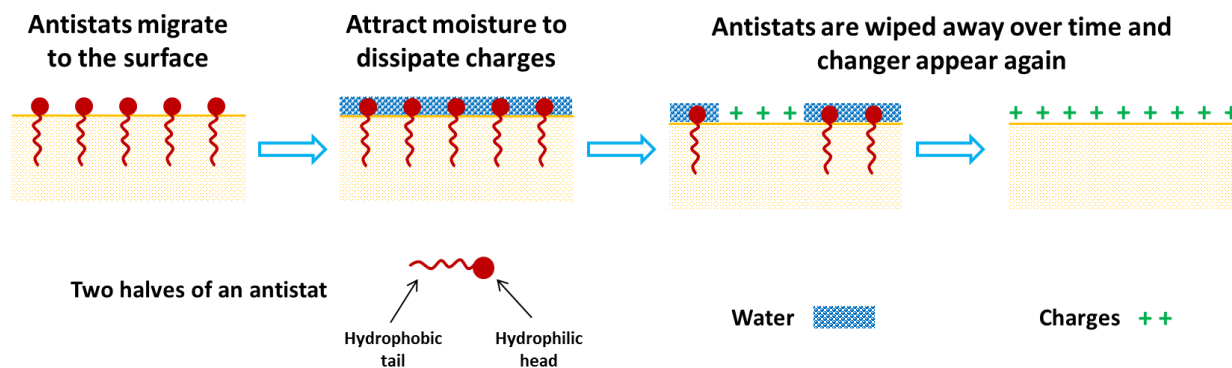 Antistats migrate
to the surface
Attract moisture to
dissipate charges
Antistats are wiped away over time and
changer appear again
Two halves of an antistat
Hydrophobic
tail
Hydrophilic
head
Water
Charges